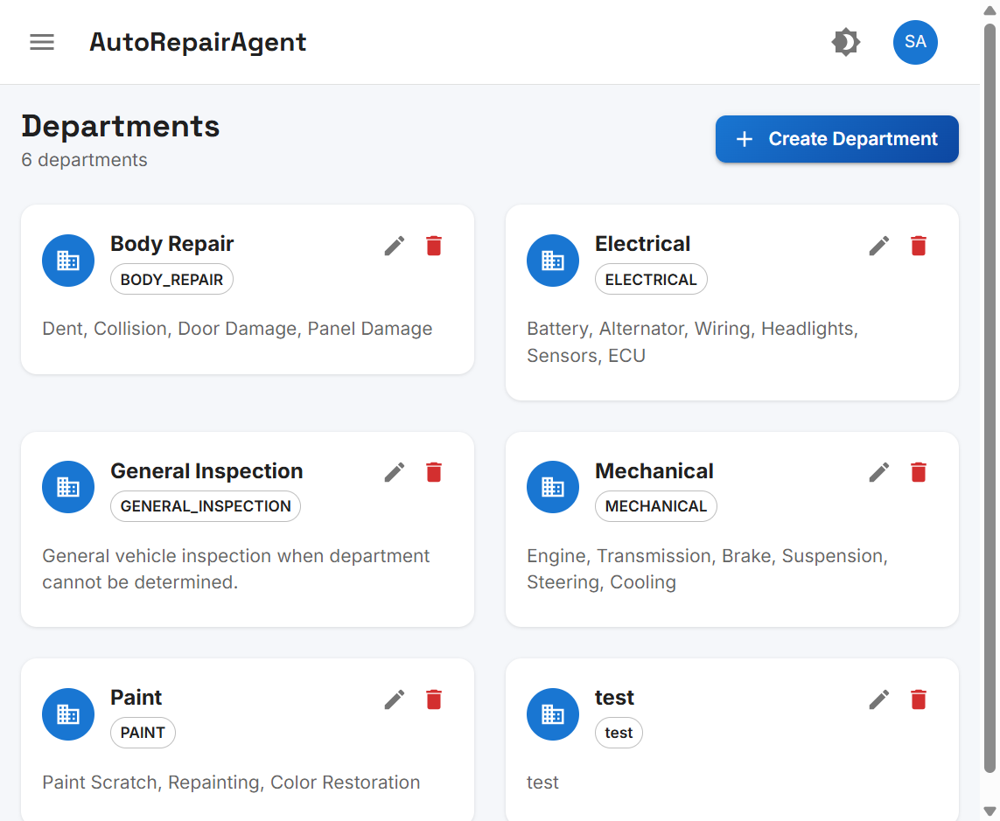 AutoRepairAgent
SA
Departments
6 departments
+ Create Department
Body Repair
BODY_REPAIR
Dent, Collision, Door Damage, Panel Damage
Electrical
ELECTRICAL
Battery, Alternator, Wiring, Headlights,
Sensors, ECU
General Inspection
GENERAL_INSPECTION
General vehicle inspection when department
cannot be determined.
Mechanical
MECHANICAL
Engine, Transmission, Brake, Suspension,
Steering, Cooling
Paint
PAINT
Paint Scratch, Repainting, Color Restoration
test
test
test